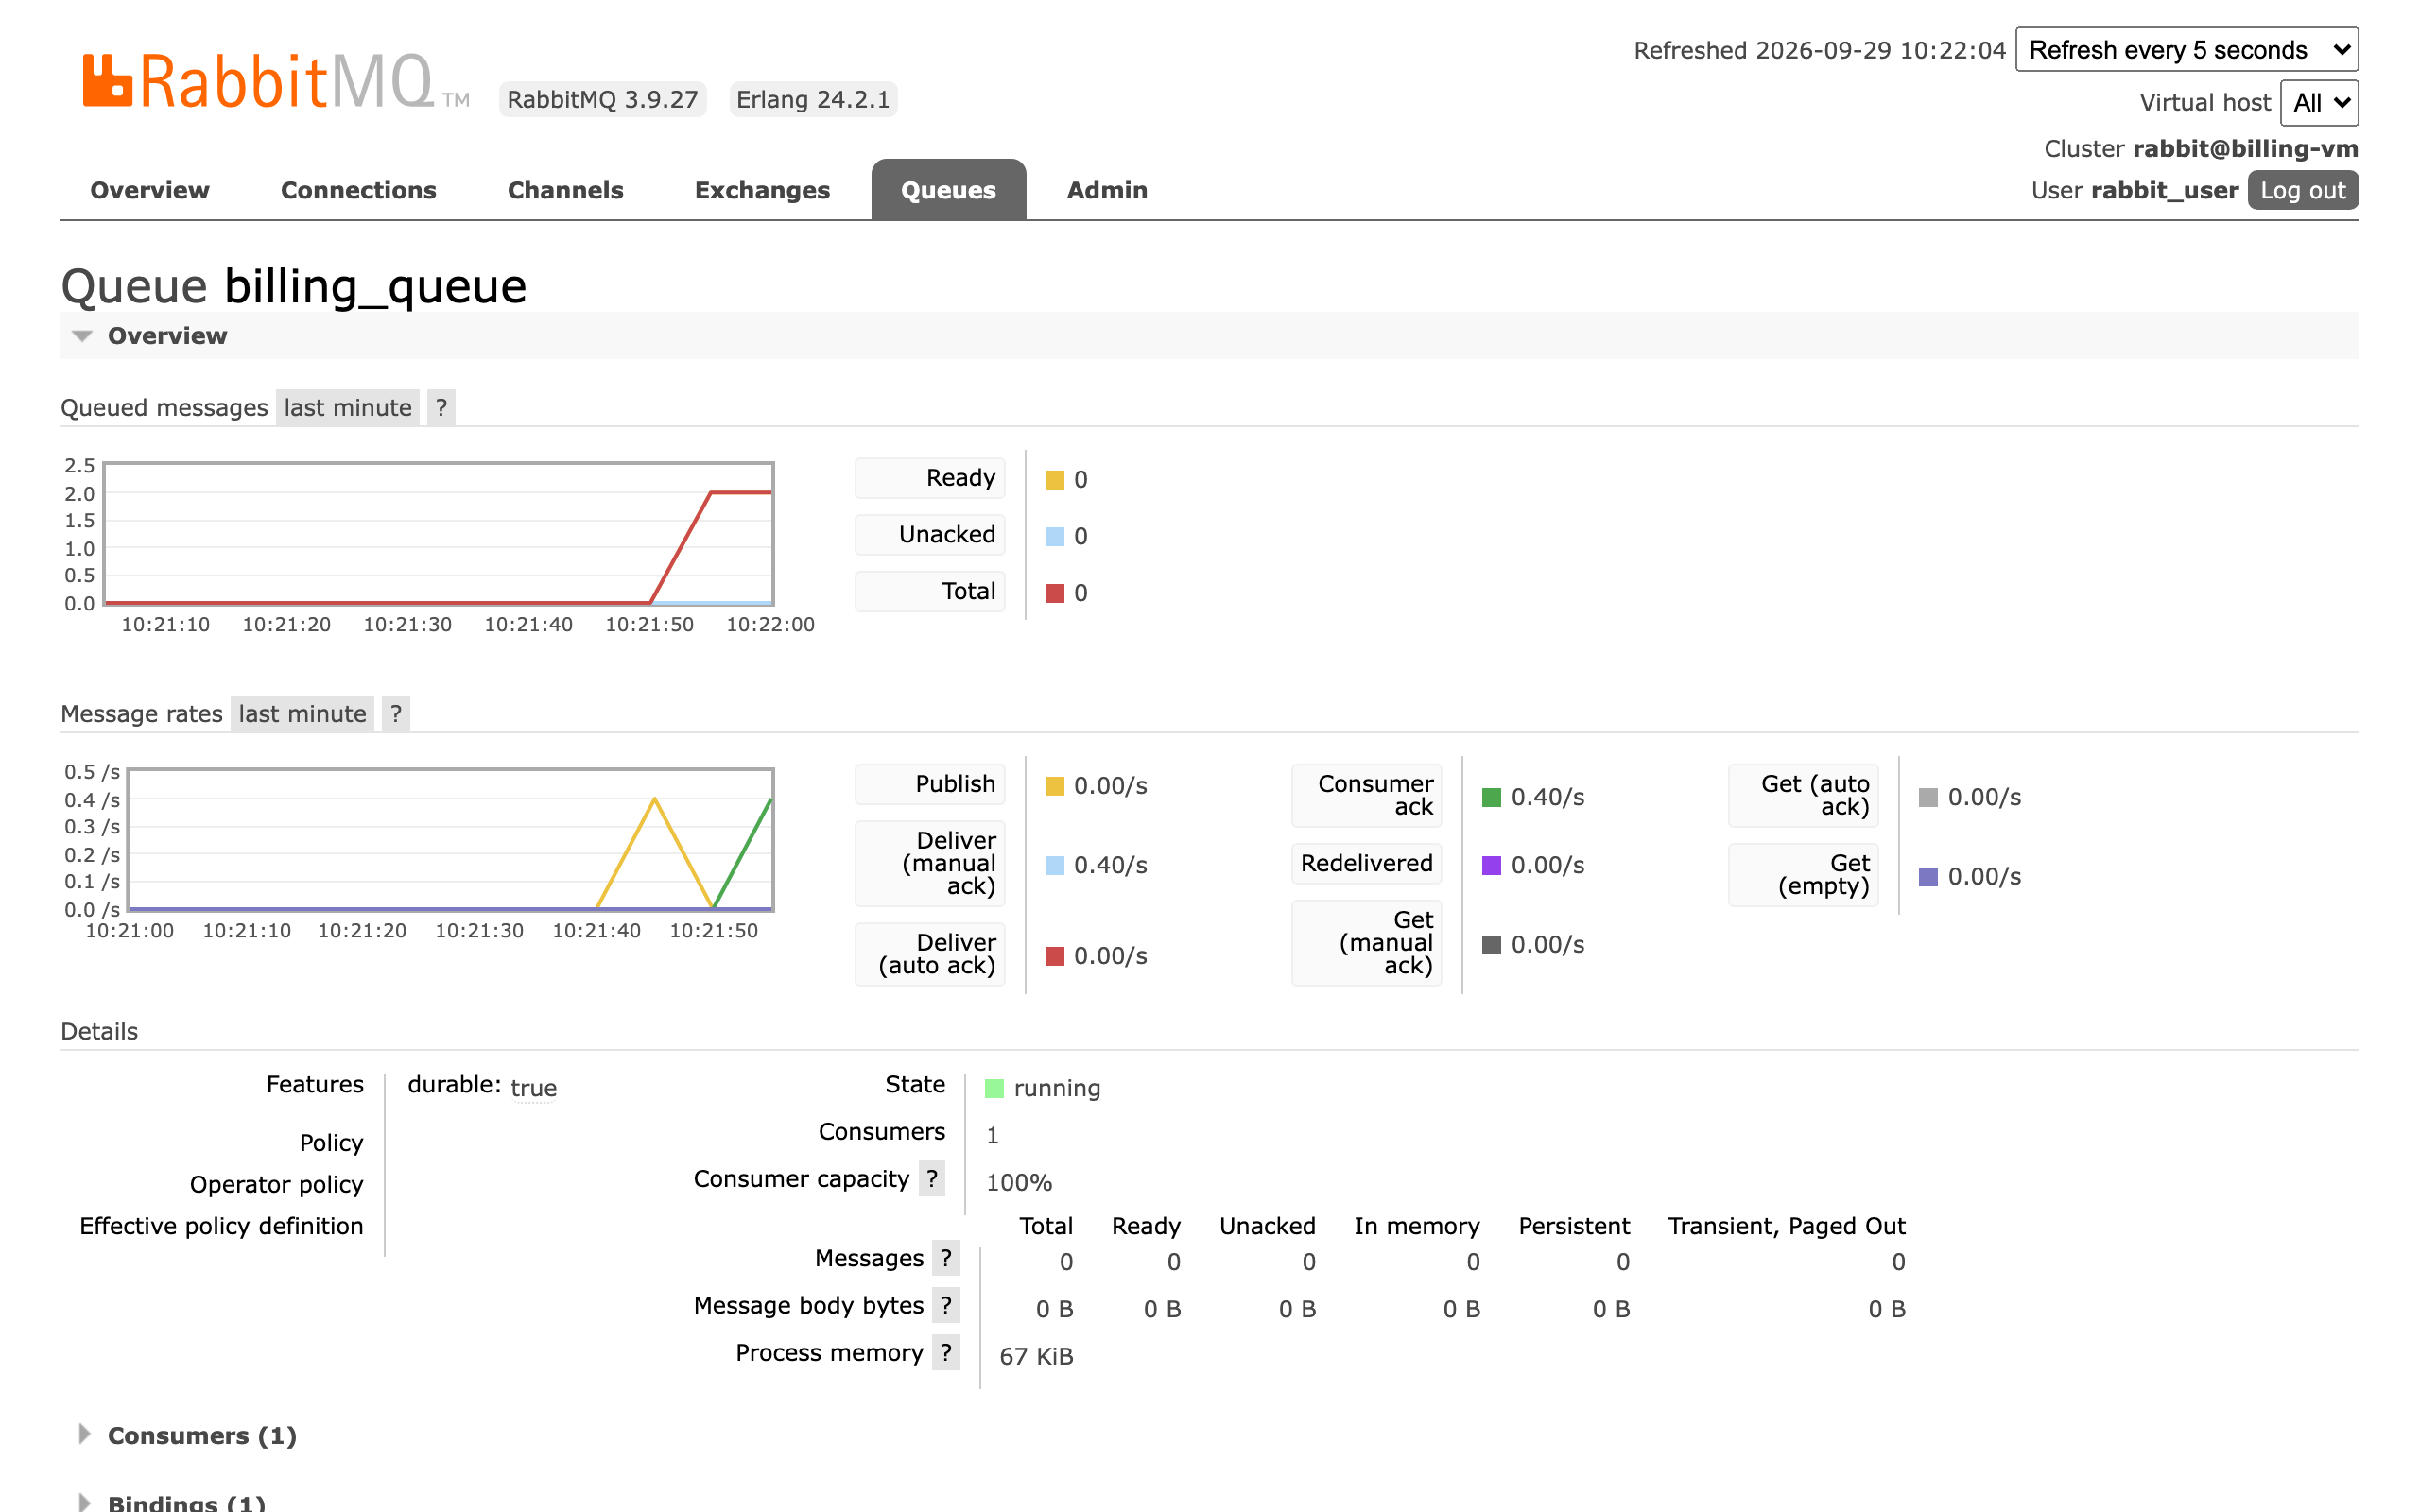 RabbitMQ TM RabbitMQ 3.9.27 Erlang 24.2.1
Refreshed 2026-09-29 10:22:04 Refresh every 5 seconds
Virtual host All
Cluster rabbit@billing-vm
User rabbit_user Log out
Overview Connections Channels Exchanges Queues Admin
Queue billing_queue
Overview
Queued messages last minute ?
2.5
2.0
1.5
1.0
0.5
0.0
10:21:10 10:21:20 10:21:30 10:21:40 10:21:50 10:22:00
Ready 0
Unacked 0
Total 0
Message rates last minute ?
0.5 /s
0.4 /s
0.3 /s
0.2 /s
0.1 /s
0.0 /s
10:21:00 10:21:10 10:21:20 10:21:30 10:21:40 10:21:50
Publish 0.00/s
Deliver
(manual
ack) 0.40/s
Deliver
(auto ack) 0.00/s
Consumer
ack 0.40/s
Redelivered 0.00/s
Get
(manual
ack) 0.00/s
Get (auto
ack) 0.00/s
Get
(empty) 0.00/s
Details
Features durable: true
Policy
Operator policy
Effective policy definition
State running
Consumers 1
Consumer capacity ? 100%
Total Ready Unacked In memory Persistent Transient, Paged Out
Messages ? 0 0 0 0 0 0
Message body bytes ? 0 B 0 B 0 B 0 B 0 B 0 B
Process memory ? 67 KiB
Consumers (1)
Bindings (1)